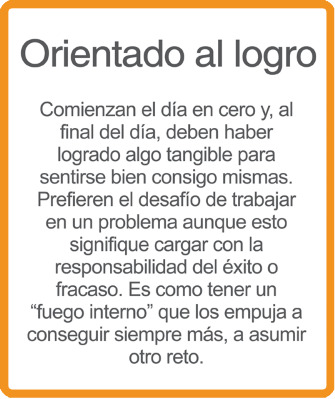 Orientado al logro
Comienzan el día en cero y, al
final del día, deben haber
logrado algo tangible para
sentirse bien consigo mismas.
Prefieren el desafío de trabajar
en un problema aunque esto
signifique cargar con la
responsabilidad del éxito o
fracaso. Es como tener un
“fuego interno” que los empuja a
conseguir siempre más, a asumir
otro reto.